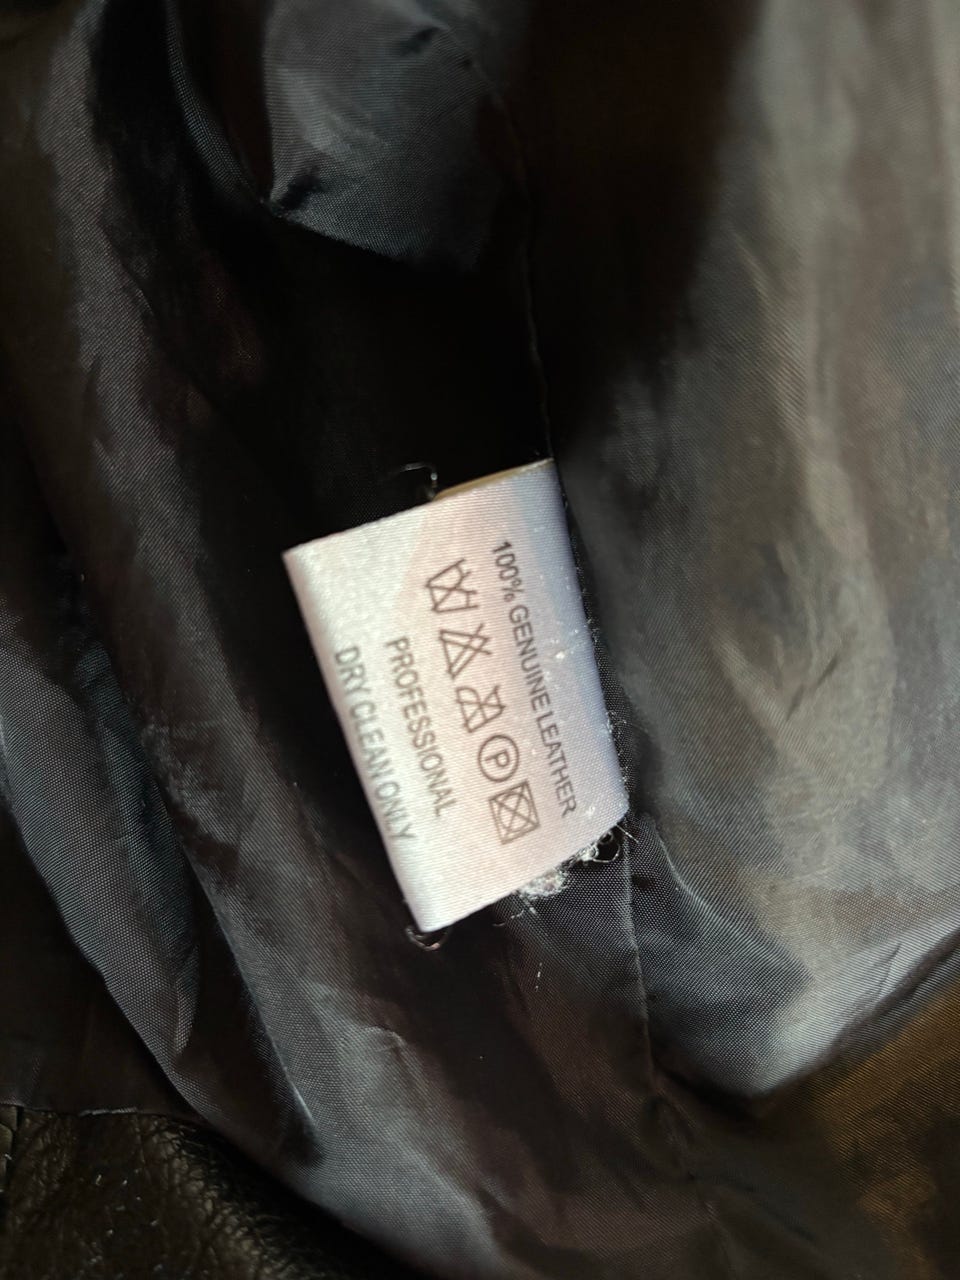 100% GENUINE LEATHER
P
PROFESSIONAL
DRY CLEAN ONLY